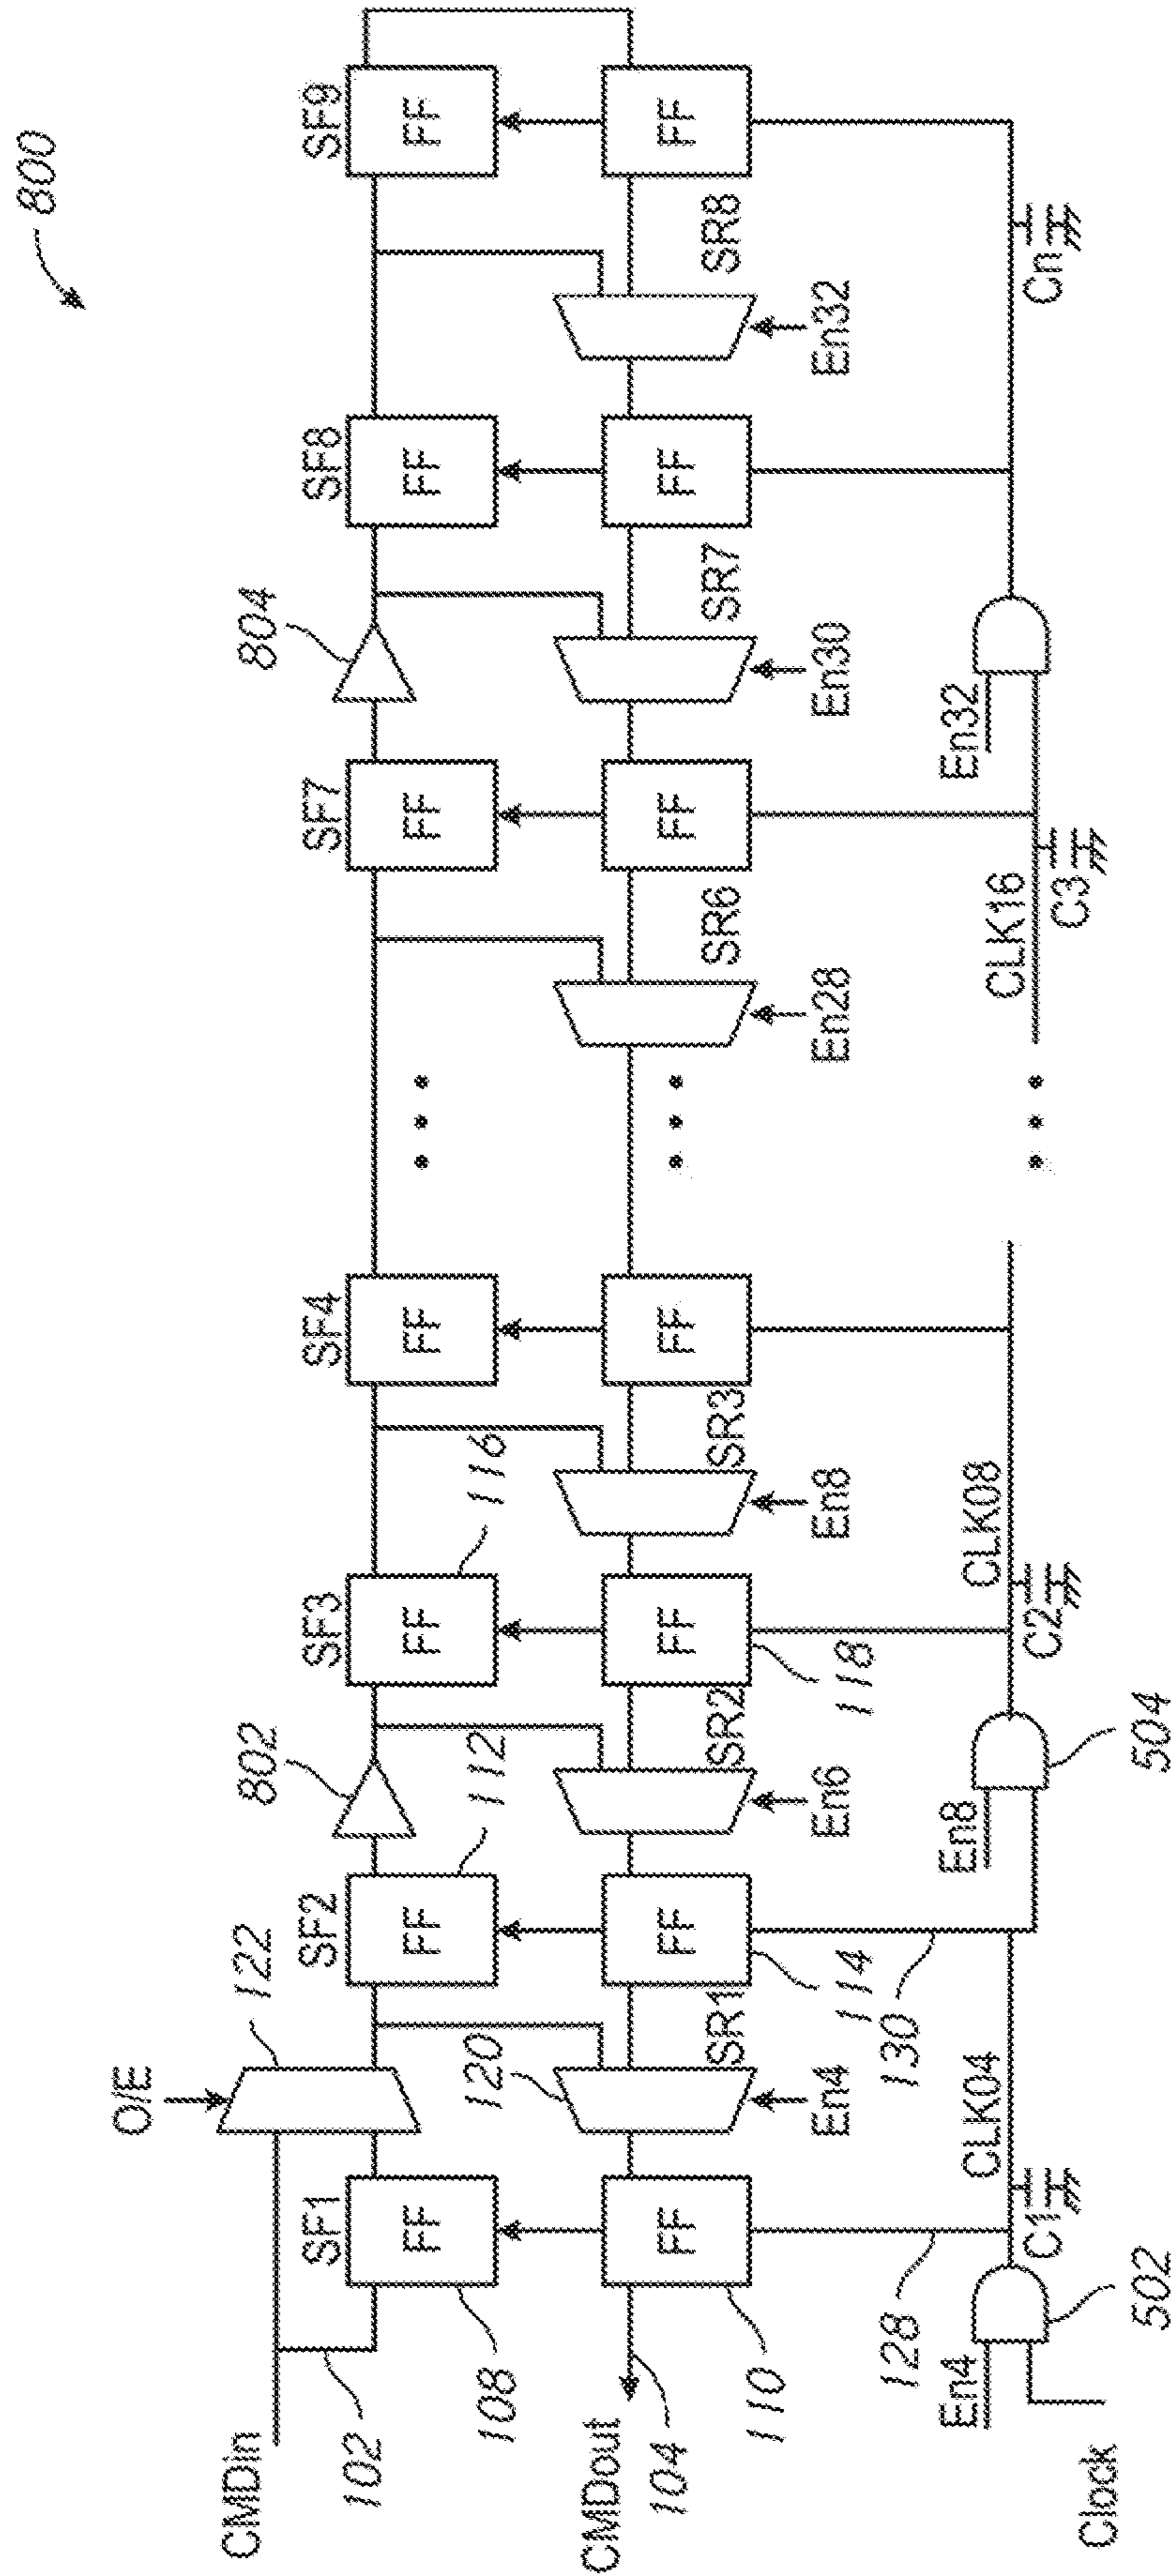 800
SF9
FF
FF
SR8
En32
Cn
SF8
FF
FF
SR7
En30
En32
804
SF7
FF
FF
SR6
En28
CLK16
C3
SF4
FF
FF
SR3
En8
116
SF3
FF
FF
118
CLK08
C2
SR2
En6
802
112
SF2
FF
FF
114
130
En8
504
O/E
122
120
SR1
En4
CLK04
C1
SF1
FF
FF
108
110
128
En4
502
CMDin
102
CMDout
104
Clock